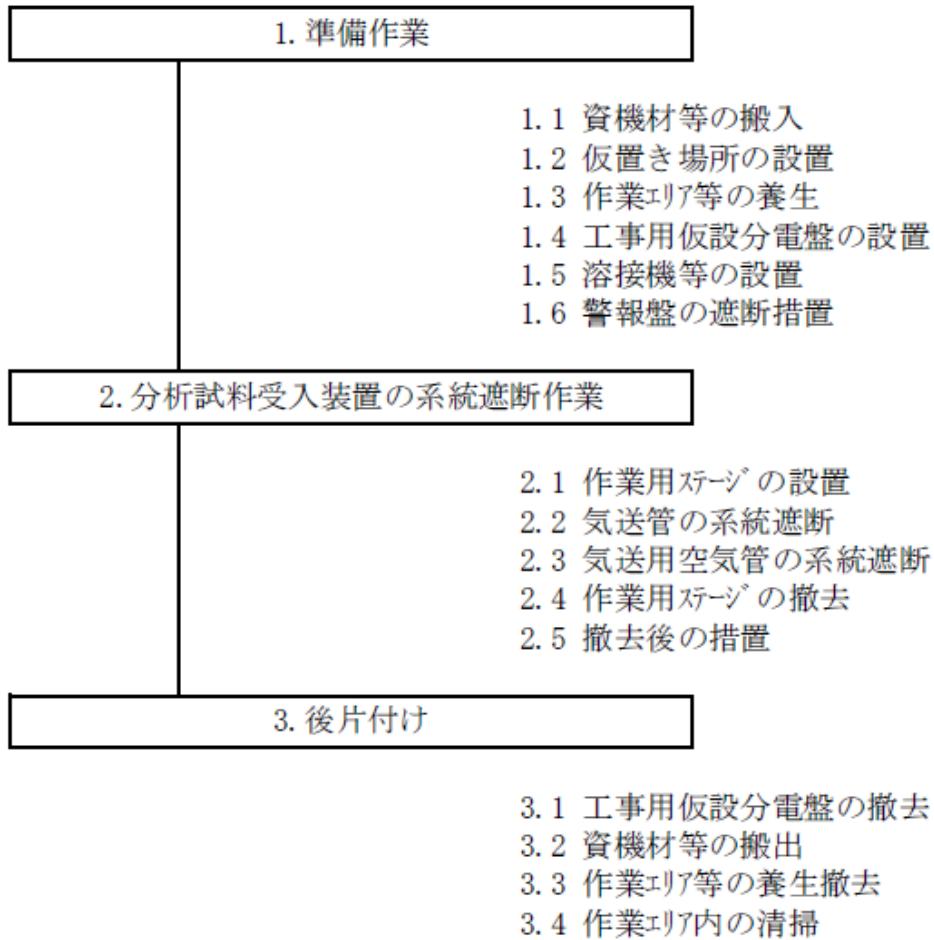 1. 準備作業
1.1 資機材等の搬入
1.2 仮置き場所の設置
1.3 作業ｴﾘｱ等の養生
1.4 工事用仮設分電盤の設置
1.5 溶接機等の設置
1.6 警報盤の遮断措置
2. 分析試料受入装置の系統遮断作業
2.1 作業用ｽﾃｰｼﾞの設置
2.2 気送管の系統遮断
2.3 気送用空気管の系統遮断
2.4 作業用ｽﾃｰｼﾞの撤去
2.5 撤去後の措置
3. 後片付け
3.1 工事用仮設分電盤の撤去
3.2 資機材等の搬出
3.3 作業ｴﾘｱ等の養生撤去
3.4 作業ｴﾘｱ内の清掃